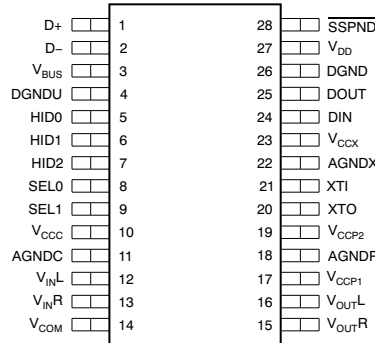 D+ 1 28 SSPND
D− 2 27 VDD
VBUS 3 26 DGND
DGNDU 4 25 DOUT
HID0 5 24 DIN
HID1 6 23 VCCX
HID2 7 22 AGNDX
SEL0 8 21 XTI
SEL1 9 20 XTO
VCCC 10 19 VCCP2
AGNDC 11 18 AGNDP
VINL 12 17 VCCP1
VINR 13 16 VOUTL
VCOM 14 15 VOUTR